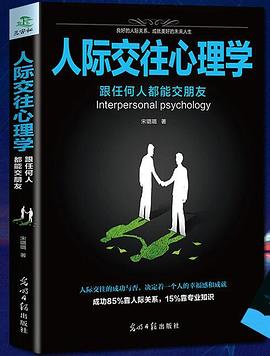 良好的人际关系，成就美好的未来人生
人际交往心理学
跟任何人都能交朋友
Interpersonal psychology
宋璐璐 著
人际交往的成功与否，决定着一个人的幸福感和成就
成功85%靠人际关系，15%靠专业知识
光明日报出版社
人际交往心理学
跟任何人
都能交朋友
宋璐璐 著
光明日报出版社